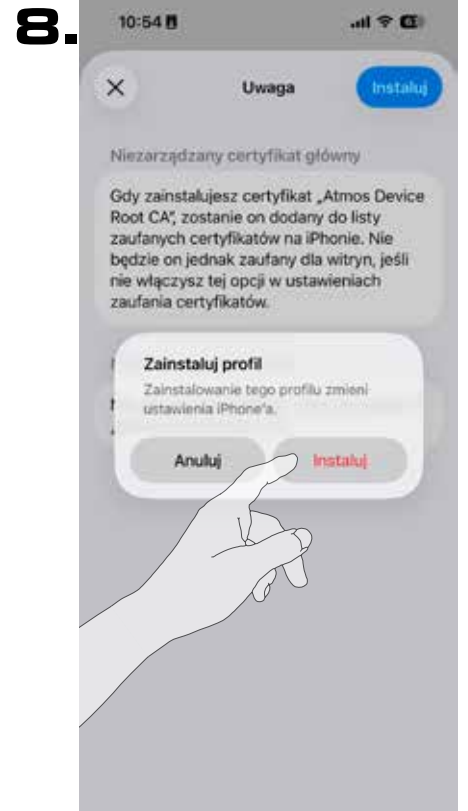 8.
10:54
Uwaga
Instaluj
Niezarządzany certyfikat główny
Gdy zainstalujesz certyfikat „Atmos Device
Root CA”, zostanie on dodany do listy
zaufanych certyfikatów na iPhonie. Nie
będzie on jednak zaufany dla witryn, jeśli
nie włączysz tej opcji w ustawieniach
zaufania certyfikatów.
Zainstaluj profil
Zainstalowanie tego profilu zmieni
ustawienia iPhone'a.
Anuluj
Instaluj